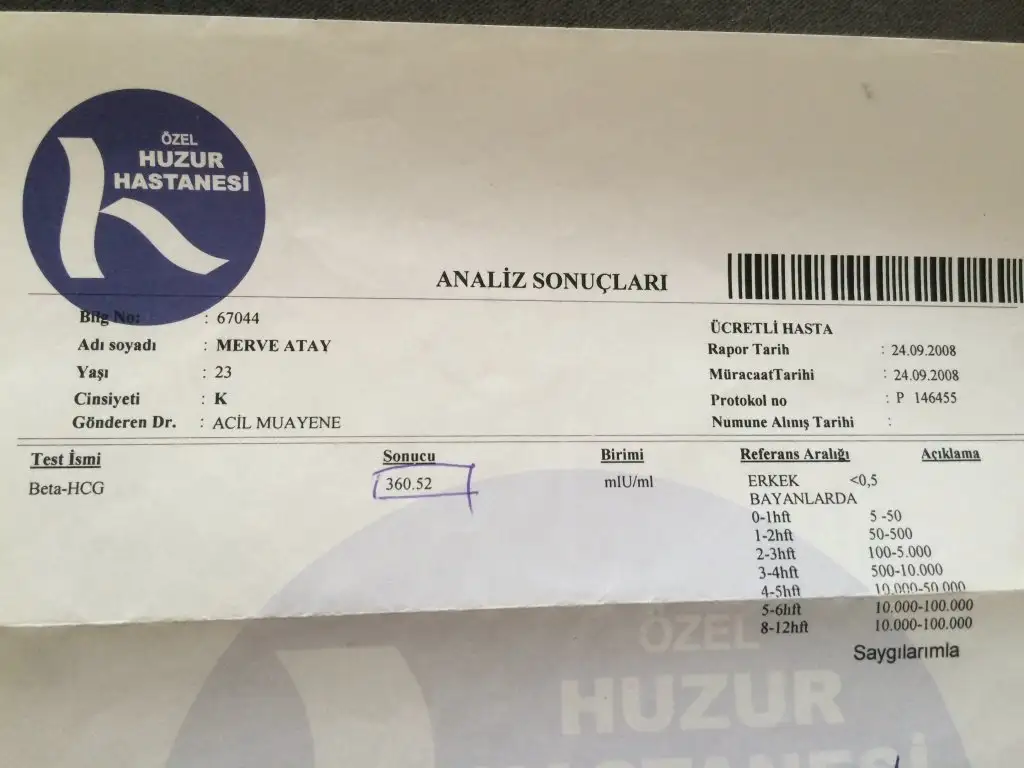 ÖZEL
HUZUR
HASTANESİ
ANALİZ SONUÇLARI
Bilg No: : 67044
Adı soyadı : MERVE ATAY
Yaşı : 23
Cinsiyeti : K
Gönderen Dr. : ACİL MUAYENE
ÜCRETLİ HASTA
Rapor Tarih : 24.09.2008
MüracaatTarihi : 24.09.2008
Protokol no : P 146455
Numune Alınış Tarihi :
Test İsmi Sonucu Birimi Referans Aralığı Açıklama
Beta-HCG 360.52 mIU/ml ERKEK <0,5
BAYANLARDA
0-1hft 5 -50
1-2hft 50-500
2-3hft 100-5.000
3-4hft 500-10.000
4-5hft 10.000-50.000
5-6hft 10.000-100.000
8-12hft 10.000-100.000
Saygılarımla
ÖZEL
HUZUR
HASTANESİ